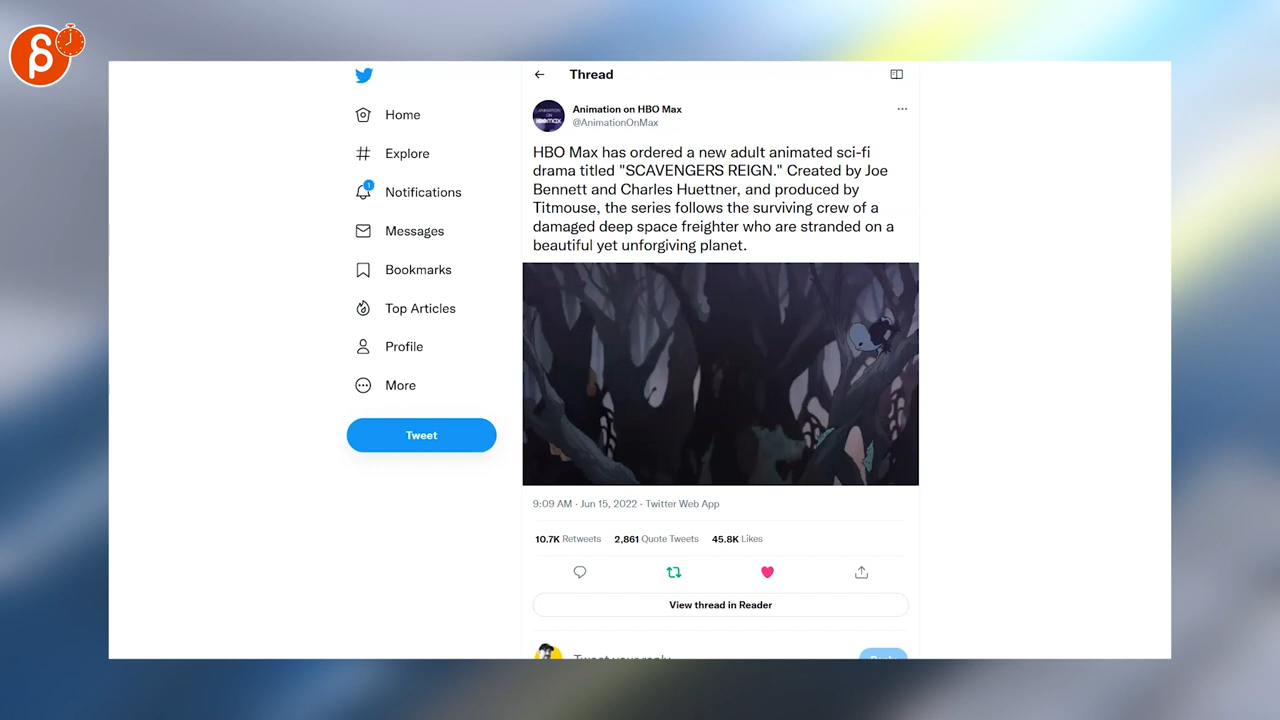 Thread
Animation on HBO Max
@AnimationOnMax
HBO Max has ordered a new adult animated sci-fi
drama titled "SCAVENGERS REIGN." Created by Joe
Bennett and Charles Huettner, and produced by
Titmouse, the series follows the surviving crew of a
damaged deep space freighter who are stranded on a
beautiful yet unforgiving planet.
9:09 AM · Jun 15, 2022 · Twitter Web App
10.7K Retweets 2,861 Quote Tweets 45.8K Likes
View thread in Reader
Tweet your reply
Home
Explore
1
Notifications
Messages
Bookmarks
Top Articles
Profile
More
Tweet